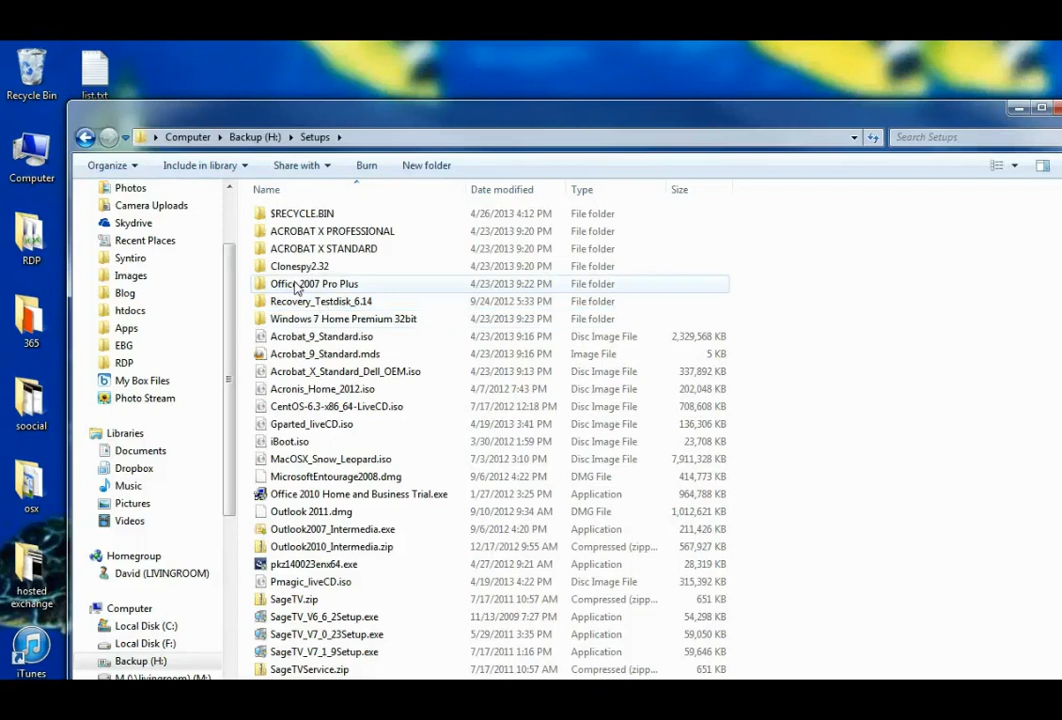 Recycle Bin
list.txt
Computer
RDP
365
soocial
osx
hosted
exchange
iTunes
Computer Backup (H:) Setups
Search Setups
Organize Include in library Share with Burn New folder
Photos
Camera Uploads
Skydrive
Recent Places
Syntiro
Images
Blog
htdocs
Apps
EBG
RDP
My Box Files
Photo Stream
Libraries
Documents
Dropbox
Music
Pictures
Videos
Homegroup
David (LIVINGROOM)
Computer
Local Disk (C:)
Local Disk (F:)
Backup (H:)
M (\\livingroom) (M:)
Name Date modified Type Size
$RECYCLE.BIN 4/26/2013 4:12 PM File folder
ACROBAT X PROFESSIONAL 4/23/2013 9:20 PM File folder
ACROBAT X STANDARD 4/23/2013 9:20 PM File folder
Clonespy2.32 4/23/2013 9:20 PM File folder
Office 2007 Pro Plus 4/23/2013 9:22 PM File folder
Recovery_Testdisk_6.14 9/24/2012 5:33 PM File folder
Windows 7 Home Premium 32bit 4/23/2013 9:23 PM File folder
Acrobat_9_Standard.iso 4/23/2013 9:16 PM Disc Image File 2,329,568 KB
Acrobat_9_Standard.mds 4/23/2013 9:16 PM Image File 5 KB
Acrobat_X_Standard_Dell_OEM.iso 4/23/2013 9:13 PM Disc Image File 337,892 KB
Acronis_Home_2012.iso 4/7/2012 7:43 PM Disc Image File 202,048 KB
CentOS-6.3-x86_64-LiveCD.iso 7/17/2012 12:18 PM Disc Image File 708,608 KB
Gparted_liveCD.iso 4/19/2013 3:41 PM Disc Image File 136,306 KB
iBoot.iso 3/30/2012 1:59 PM Disc Image File 23,708 KB
MacOSX_Snow_Leopard.iso 7/3/2012 3:10 PM Disc Image File 7,911,328 KB
MicrosoftEntourage2008.dmg 9/6/2012 4:22 PM DMG File 414,773 KB
Office 2010 Home and Business Trial.exe 1/27/2012 3:25 PM Application 964,788 KB
Outlook 2011.dmg 9/10/2012 9:34 AM DMG File 1,012,621 KB
Outlook2007_Intermedia.exe 9/6/2012 4:20 PM Application 211,426 KB
Outlook2010_Intermedia.zip 12/17/2012 9:55 AM Compressed (zipp... 567,927 KB
pkz140023enx64.exe 4/27/2012 9:21 AM Application 28,319 KB
Pmagic_liveCD.iso 4/19/2013 4:22 PM Disc Image File 315,392 KB
SageTV.zip 7/17/2011 10:57 AM Compressed (zipp... 651 KB
SageTV_V6_6_2Setup.exe 11/13/2009 7:27 PM Application 54,298 KB
SageTV_V7_0_23Setup.exe 5/29/2011 3:35 PM Application 59,050 KB
SageTV_V7_1_9Setup.exe 7/17/2011 1:16 PM Application 59,646 KB
SageTVService.zip 7/17/2011 10:57 AM Compressed (zipp... 651 KB